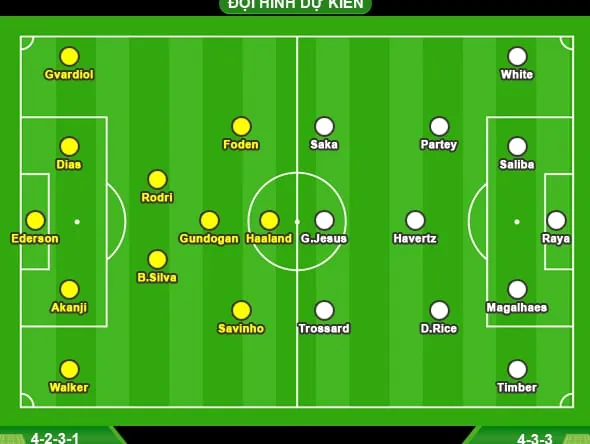 ĐỘI HÌNH DỰ KIẾN
Gvardiol
White
Foden
Saka
Partey
Dias
Saliba
Rodri
Ederson
Gundogan
Haaland
G.Jesus
Havertz
Raya
B.Silva
Akanji
Magalhaes
Savinho
Trossard
D.Rice
Walker
Timber
4-2-3-1
4-3-3